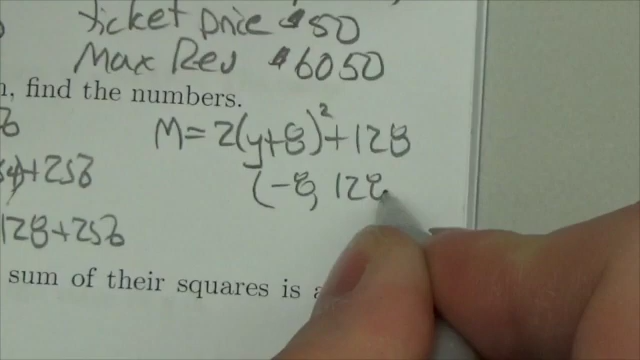 ticket price $50
Max Rev $6050
find the numbers.
M=2(y+8)²+128
+256
(-8, 128
128+256
sum of their squares is